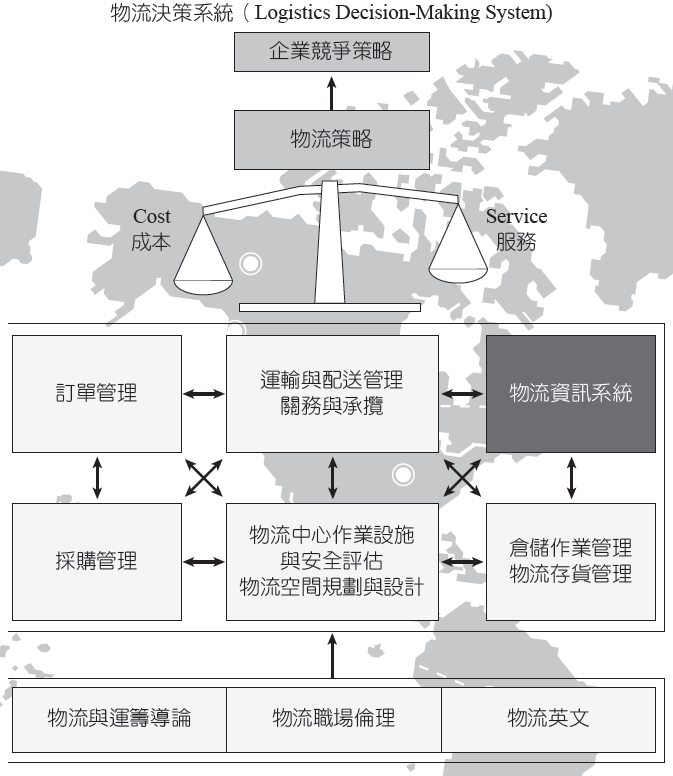 物流決策系統（Logistics Decision-Making System)
企業競爭策略
物流策略
Cost
成本
Service
服務
訂單管理
運輸與配送管理
關務與承攬
物流資訊系統
採購管理
物流中心作業設施
與安全評估
物流空間規劃與設計
倉儲作業管理
物流存貨管理
物流與運籌導論
物流職場倫理
物流英文